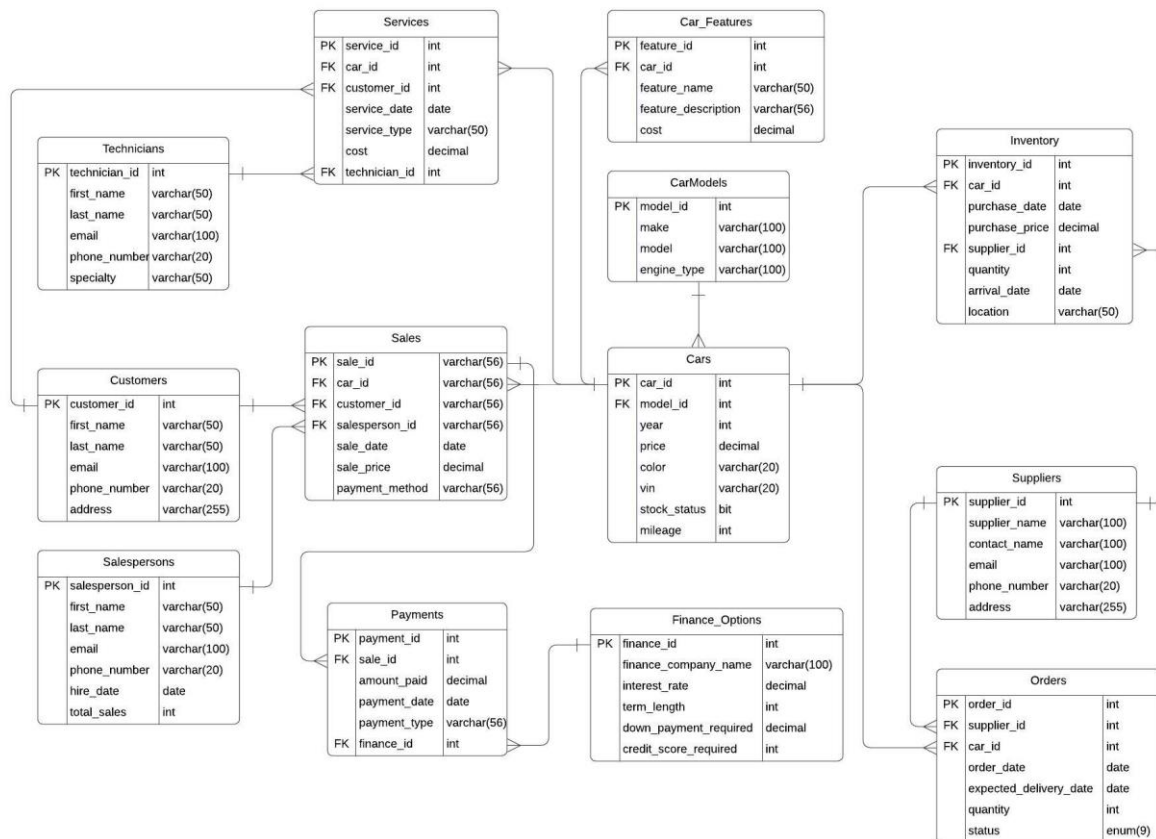 Services
PK service_id int
FK car_id int
FK customer_id int
service_date date
service_type varchar(50)
cost decimal
FK technician_id int
Car_Features
PK feature_id int
FK car_id int
feature_name varchar(50)
feature_description varchar(56)
cost decimal
Technicians
PK technician_id int
first_name varchar(50)
last_name varchar(50)
email varchar(100)
phone_number varchar(20)
specialty varchar(50)
CarModels
PK model_id int
make varchar(100)
model varchar(100)
engine_type varchar(100)
Inventory
PK inventory_id int
FK car_id int
purchase_date date
purchase_price decimal
FK supplier_id int
quantity int
arrival_date date
location varchar(50)
Sales
PK sale_id varchar(56)
FK car_id varchar(56)
FK customer_id varchar(56)
FK salesperson_id varchar(56)
sale_date date
sale_price decimal
payment_method varchar(56)
Cars
PK car_id int
FK model_id int
year int
price decimal
color varchar(20)
vin varchar(20)
stock_status bit
mileage int
Customers
PK customer_id int
first_name varchar(50)
last_name varchar(50)
email varchar(100)
phone_number varchar(20)
address varchar(255)
Suppliers
PK supplier_id int
supplier_name varchar(100)
contact_name varchar(100)
email varchar(100)
phone_number varchar(20)
address varchar(255)
Salespersons
PK salesperson_id int
first_name varchar(50)
last_name varchar(50)
email varchar(100)
phone_number varchar(20)
hire_date date
total_sales int
Payments
PK payment_id int
FK sale_id int
amount_paid decimal
payment_date date
payment_type varchar(56)
FK finance_id int
Finance_Options
PK finance_id int
finance_company_name varchar(100)
interest_rate decimal
term_length int
down_payment_required decimal
credit_score_required int
Orders
PK order_id int
FK supplier_id int
FK car_id int
order_date date
expected_delivery_date date
quantity int
status enum(9)